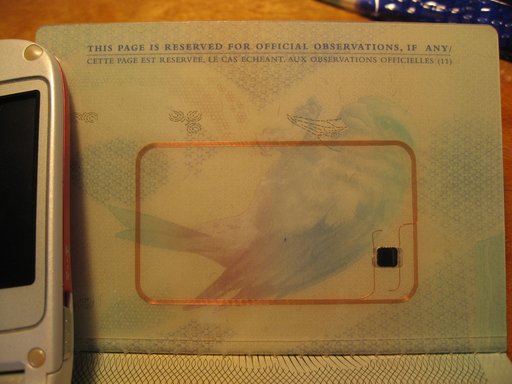 THIS PAGE IS RESERVED FOR OFFICIAL OBSERVATIONS, IF ANY/
CETTE PAGE EST RESERVEE, LE CAS ECHEANT, AUX OBSERVATIONS OFFICIELLES (11)